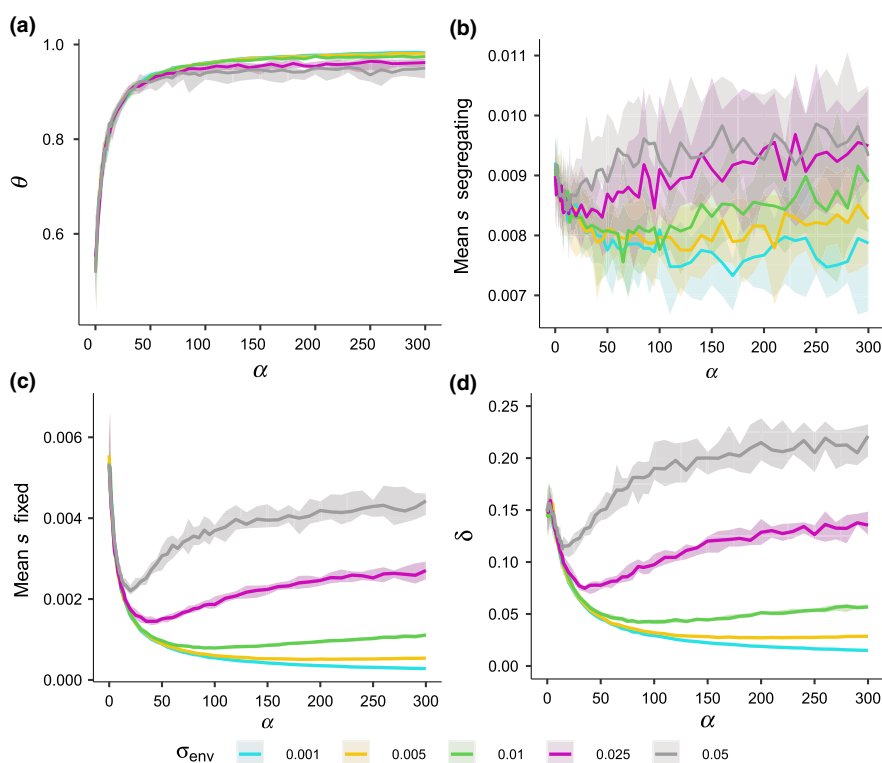 (a)
1.0
0.8
0.6
θ
0 50 100 150 200 250 300
α
(b)
0.011
0.010
0.009
0.008
0.007
Mean s segregating
0 50 100 150 200 250 300
α
(c)
0.006
0.004
0.002
0.000
Mean s fixed
0 50 100 150 200 250 300
α
(d)
0.25
0.20
0.15
0.10
0.05
0.00
δ
0 50 100 150 200 250 300
α
σenv 0.001 0.005 0.01 0.025 0.05